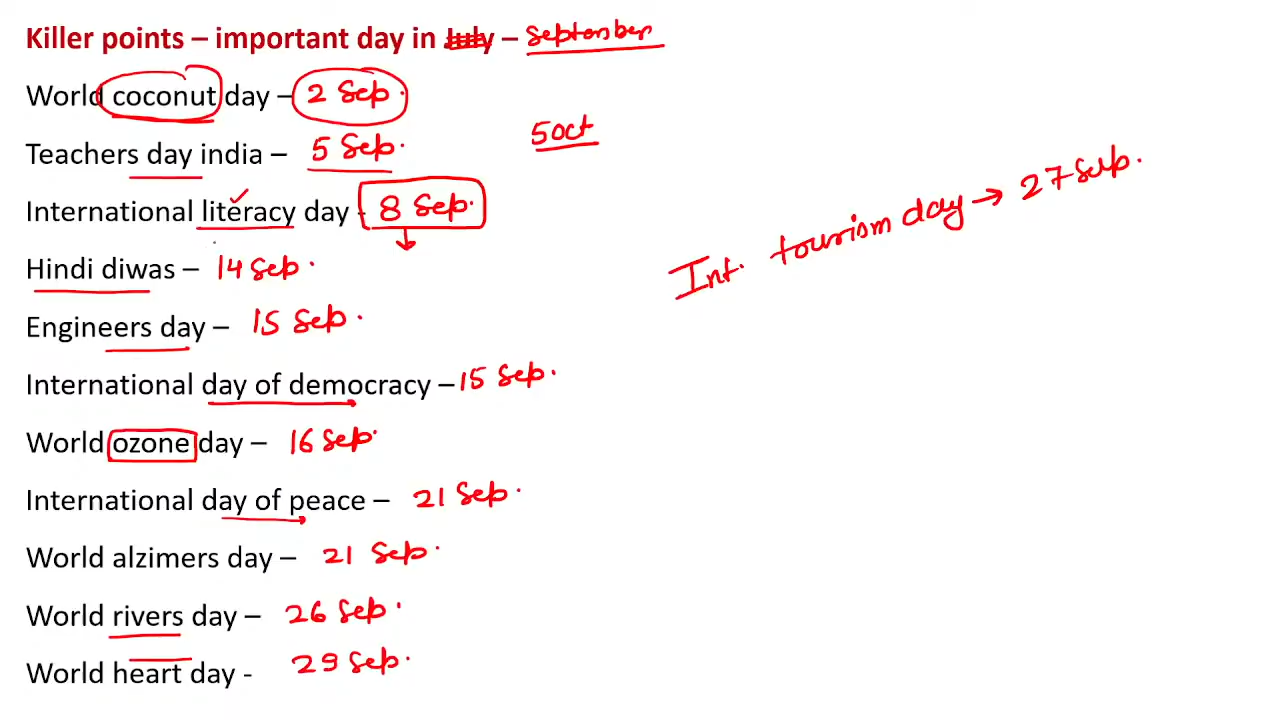 Killer points – important day in July – September
World coconut day – 2 Sep.
Teachers day india – 5 Sep.
5 oct
International literacy day - 8 Sep.
Int. tourism day → 27 Sep.
Hindi diwas – 14 Sep.
Engineers day – 15 Sep.
International day of democracy – 15 Sep.
World ozone day – 16 Sep.
International day of peace – 21 Sep.
World alzimers day – 21 Sep.
World rivers day – 26 Sep.
World heart day - 29 Sep.